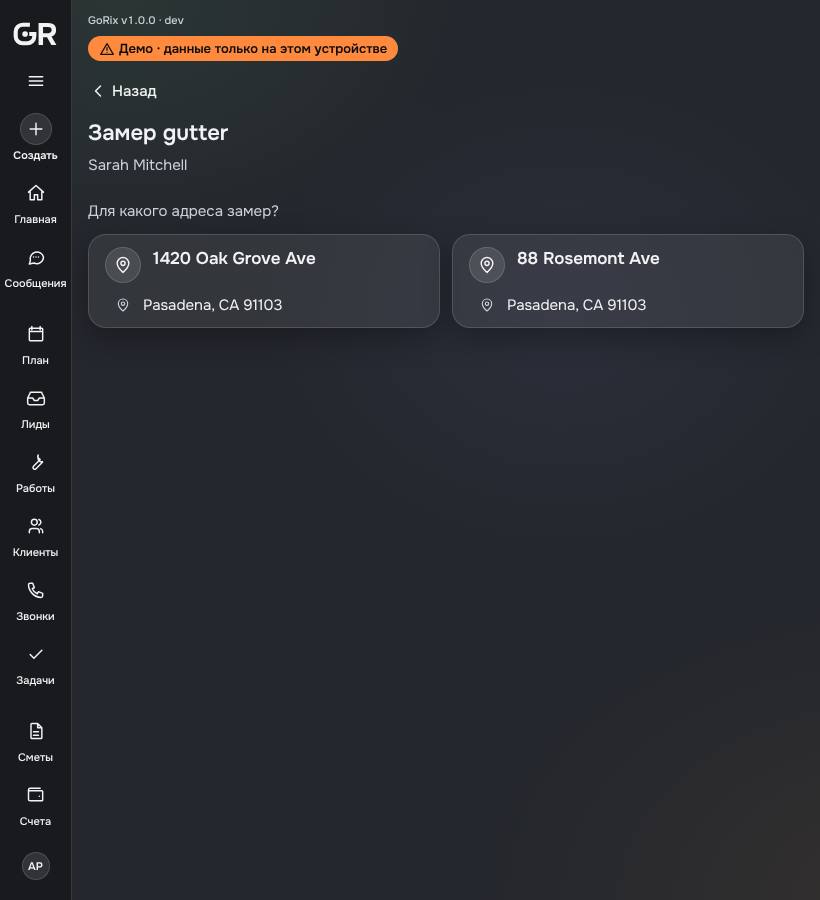 GR
GoRix v1.0.0 · dev
Демо · данные только на этом устройстве
Назад
Замер gutter
Sarah Mitchell
Для какого адреса замер?
1420 Oak Grove Ave
Pasadena, CA 91103
88 Rosemont Ave
Pasadena, CA 91103
Создать
Главная
Сообщения
План
Лиды
Работы
Клиенты
Звонки
Задачи
Сметы
Счета
AP